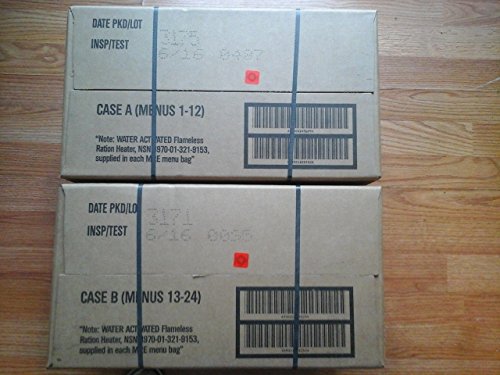 DATE PKD/LOT 3175
INSP/TEST 6/16 0407
CASE A (MENUS 1-12)
"Note: WATER ACTIVATED Flameless
Ration Heater, NSN 8970-01-321-9153,
supplied in each MRE menu bag"
DATE PKD/LOT 3171
INSP/TEST 6/16
CASE B (MENUS 13-24)
"Note: WATER ACTIVATED Flameless
Ration Heater, NSN 8970-01-321-9153,
supplied in each MRE menu bag"